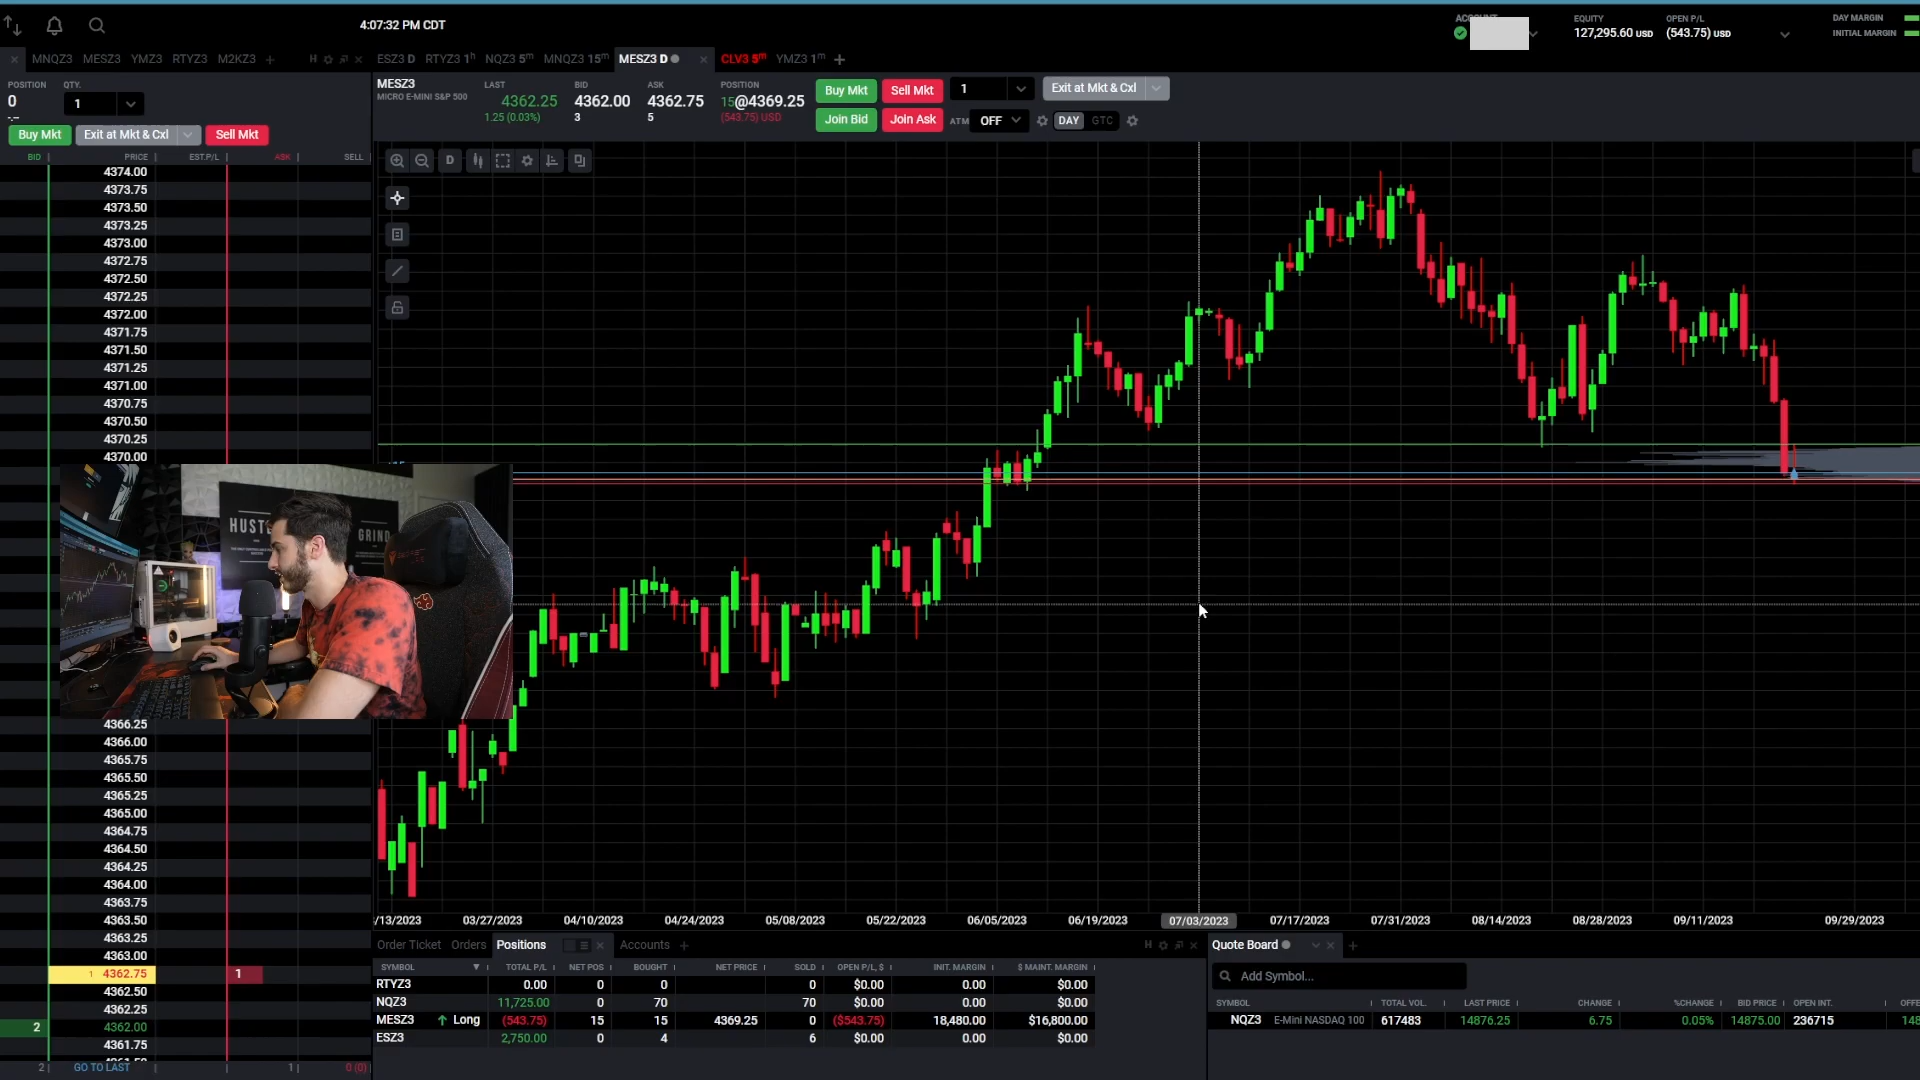 4:07:32 PM CDT
ACCOUNT
EQUITY
127,295.60 USD
OPEN P/L
(543.75) USD
DAY MARGIN
INITIAL MARGIN
MNQZ3 MESZ3 YMZ3 RTYZ3 M2KZ3 + H
ESZ3 D RTYZ3 1h NQZ3 5m MNQZ3 15m MESZ3 D CLV3 5m YMZ3 1m +
POSITION
0
-.--
QTY.
1
Buy Mkt
Exit at Mkt & Cxl
Sell Mkt
MESZ3
MICRO E-MINI S&P 500
LAST
4362.25
1.25 (0.03%)
BID
4362.00
3
ASK
4362.75
5
POSITION
15@4369.25
(543.75) USD
Buy Mkt
Sell Mkt
1
Exit at Mkt & Cxl
Join Bid
Join Ask
ATM
OFF
DAY
GTC
BID PRICE EST.P/L ASK SELL
4374.00
4373.75
4373.50
4373.25
4373.00
4372.75
4372.50
4372.25
4372.00
4371.75
4371.50
4371.25
4371.00
4370.75
4370.50
4370.25
4370.00
4366.25
4366.00
4365.75
4365.50
4365.25
4365.00
4364.75
4364.50
4364.25
4364.00
4363.75
4363.50
4363.25
4363.00
1 4362.75 1
4362.50
4362.25
2 4362.00
4361.75
2 GO TO LAST 1 0 (0)
D
HUST
GRIND
/13/2023 03/27/2023 04/10/2023 04/24/2023 05/08/2023 05/22/2023 06/05/2023 06/19/2023 07/03/2023 07/17/2023 07/31/2023 08/14/2023 08/28/2023 09/11/2023 09/29/2023
Order Ticket Orders Positions Accounts + H
SYMBOL TOTAL P/L NET POS BOUGHT NET PRICE SOLD OPEN P/L, $ INIT. MARGIN $ MAINT. MARGIN
RTYZ3 0.00 0 0 0 $0.00 0.00 $0.00
NQZ3 11,725.00 0 70 70 $0.00 0.00 $0.00
MESZ3 Long (543.75) 15 15 4369.25 0 ($543.75) 18,480.00 $16,800.00
ESZ3 2,750.00 0 4 6 $0.00 0.00 $0.00
Quote Board +
Add Symbol...
SYMBOL TOTAL VOL. LAST PRICE CHANGE %CHANGE BID PRICE OPEN INT. OFFE
NQZ3 E-Mini NASDAQ 100 617483 14876.25 6.75 0.05% 14875.00 236715 148